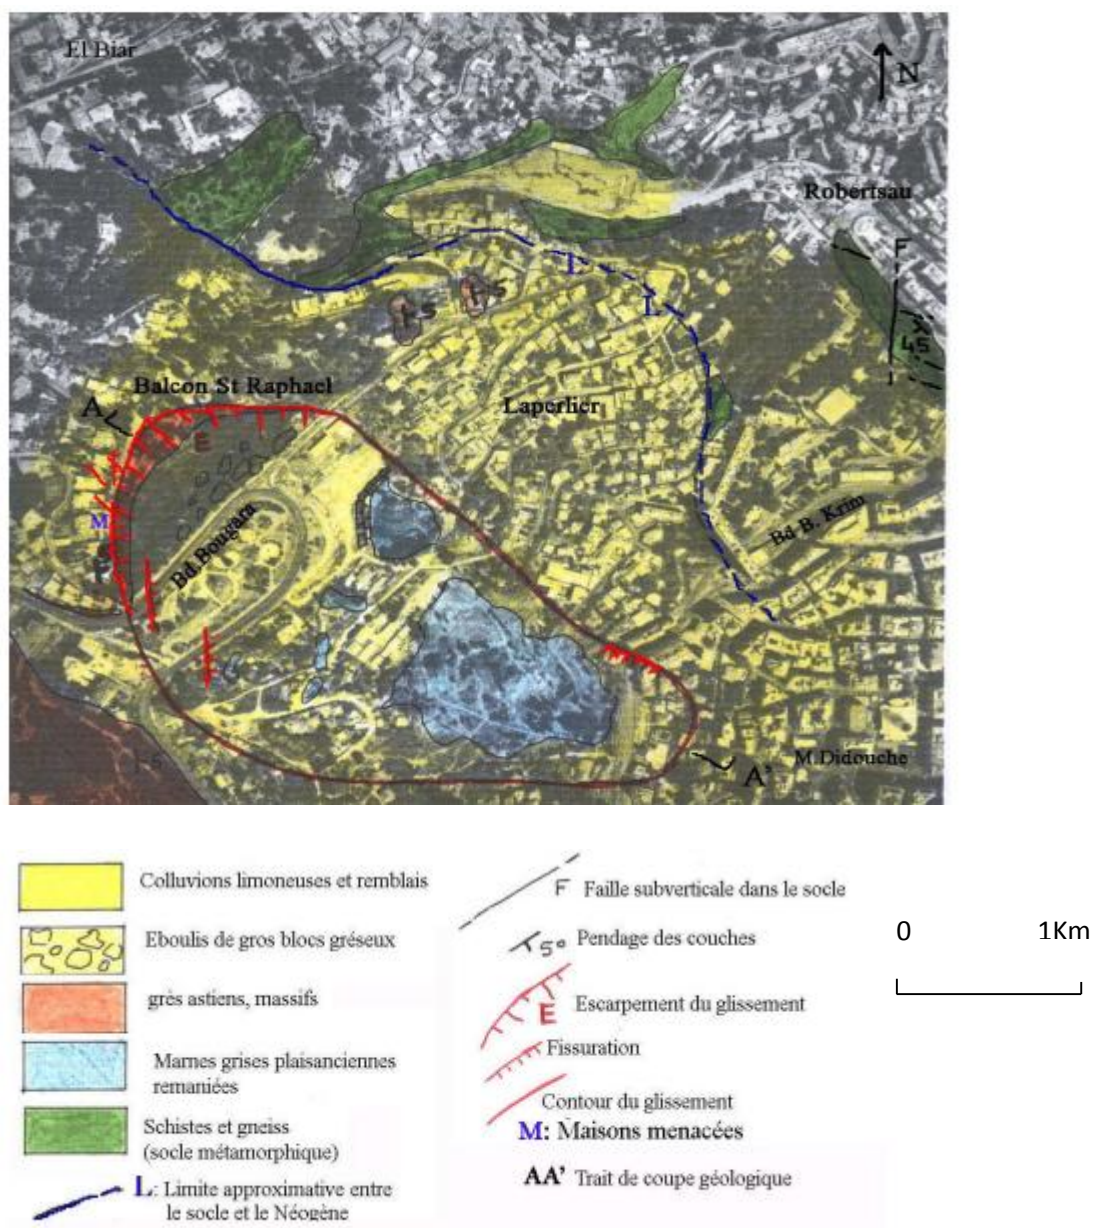 El Biar
N
Robertsau
F
L
L
45
5
5
Balcon St Raphael
A
Laperlier
E
M
Bd.Bougara
Bd B. Krim
F
M.Didouche
A'
Colluvions limoneuses et remblais
Eboulis de gros blocs gréseux
grès astiens, massifs
Marnes grises plaisanciennes
remaniées
Schistes et gneiss
(socle métamorphique)
L: Limite approximative entre
le socle et le Néogène
F Faille subverticale dans le socle
5° Pendage des couches
E Escarpement du glissement
Fissuration
Contour du glissement
M: Maisons menacées
AA' Trait de coupe géologique
0 1Km